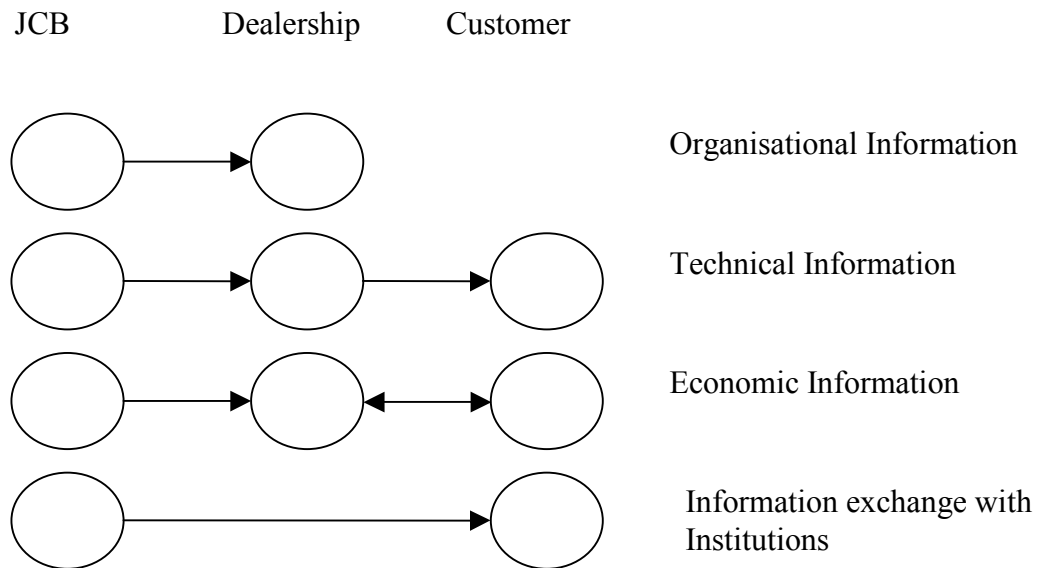 JCB Dealership Customer
Organisational Information
Technical Information
Economic Information
Information exchange with
Institutions